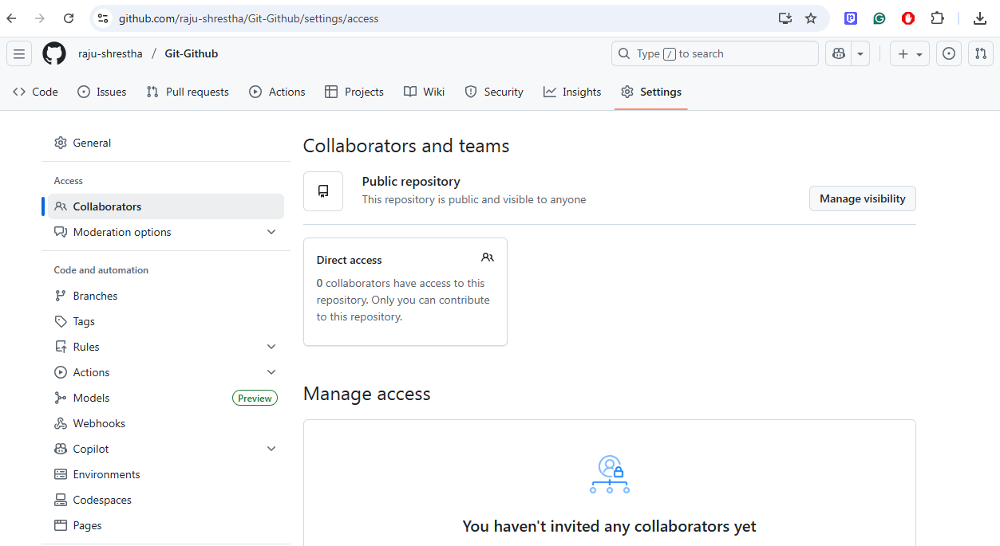 github.com/raju-shrestha/Git-Github/settings/access
raju-shrestha / Git-Github
Type / to search
Code
Issues
Pull requests
Actions
Projects
Wiki
Security
Insights
Settings
General
Access
Collaborators
Moderation options
Code and automation
Branches
Tags
Rules
Actions
Models
Preview
Webhooks
Copilot
Environments
Codespaces
Pages
Collaborators and teams
Public repository
This repository is public and visible to anyone
Manage visibility
Direct access
0 collaborators have access to this
repository. Only you can contribute
to this repository.
Manage access
You haven't invited any collaborators yet